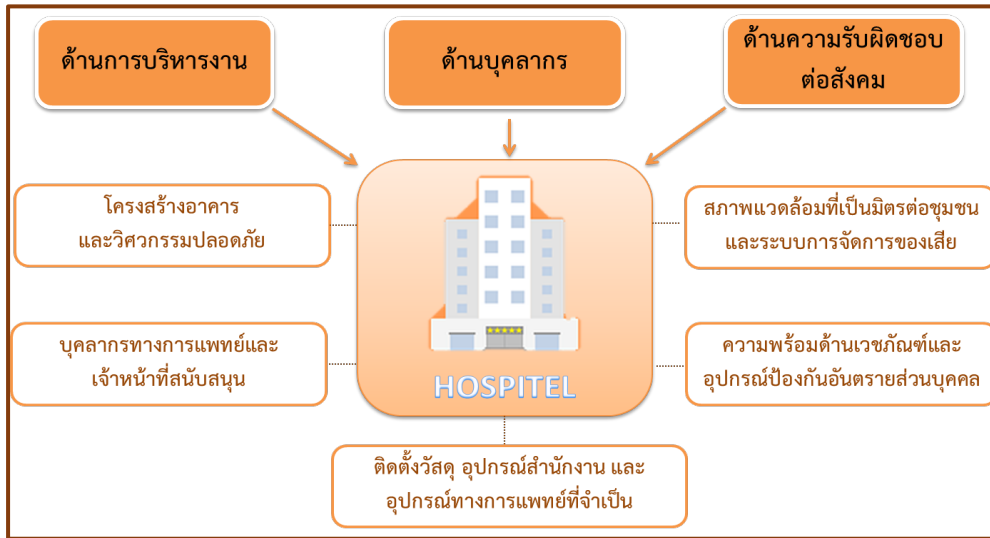 ด้านการบริหารงาน
ด้านบุคลากร
ด้านความรับผิดชอบ
ต่อสังคม
โครงสร้างอาคาร
และวิศวกรรมปลอดภัย
สภาพแวดล้อมที่เป็นมิตรต่อชุมชน
และระบบการจัดการของเสีย
บุคลากรทางการแพทย์และ
เจ้าหน้าที่สนับสนุน
ความพร้อมด้านเวชภัณฑ์และ
อุปกรณ์ป้องกันอันตรายส่วนบุคคล
HOSPITEL
ติดตั้งวัสดุ อุปกรณ์สำนักงาน และ
อุปกรณ์ทางการแพทย์ที่จำเป็น